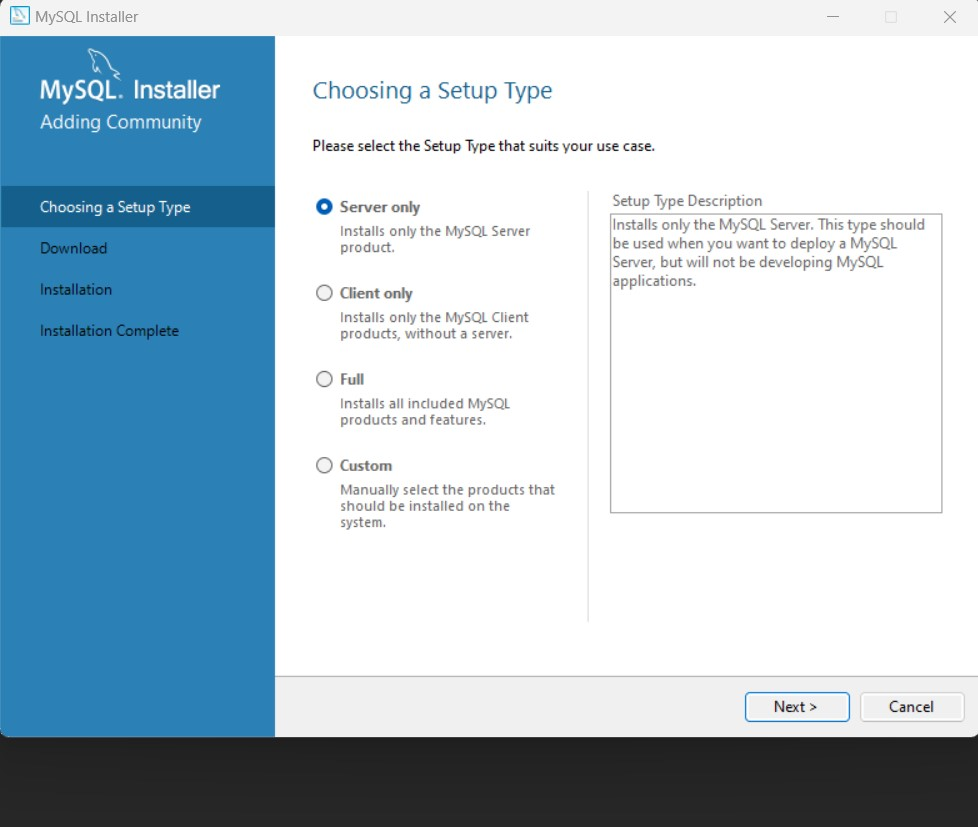 MySQL Installer
MySQL. Installer
Adding Community
Choosing a Setup Type
Download
Installation
Installation Complete
Choosing a Setup Type
Please select the Setup Type that suits your use case.
Server only
Installs only the MySQL Server
product.
Client only
Installs only the MySQL Client
products, without a server.
Full
Installs all included MySQL
products and features.
Custom
Manually select the products that
should be installed on the
system.
Setup Type Description
Installs only the MySQL Server. This type should
be used when you want to deploy a MySQL
Server, but will not be developing MySQL
applications.
Next >
Cancel